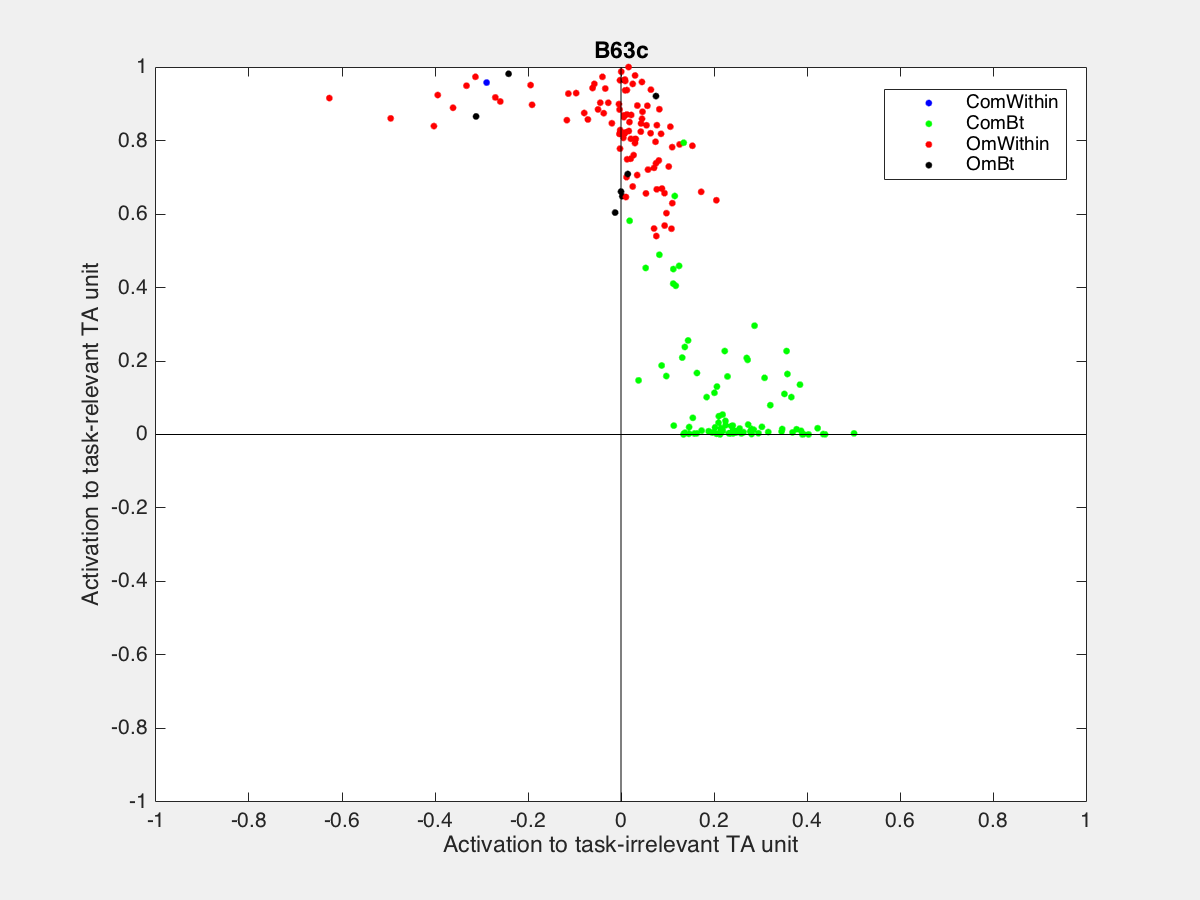 B63c
ComWithin
ComBt
OmWithin
OmBt
Activation to task-relevant TA unit
1
0.8
0.6
0.4
0.2
0
-0.2
-0.4
-0.6
-0.8
-1
-1 -0.8 -0.6 -0.4 -0.2 0 0.2 0.4 0.6 0.8 1
Activation to task-irrelevant TA unit